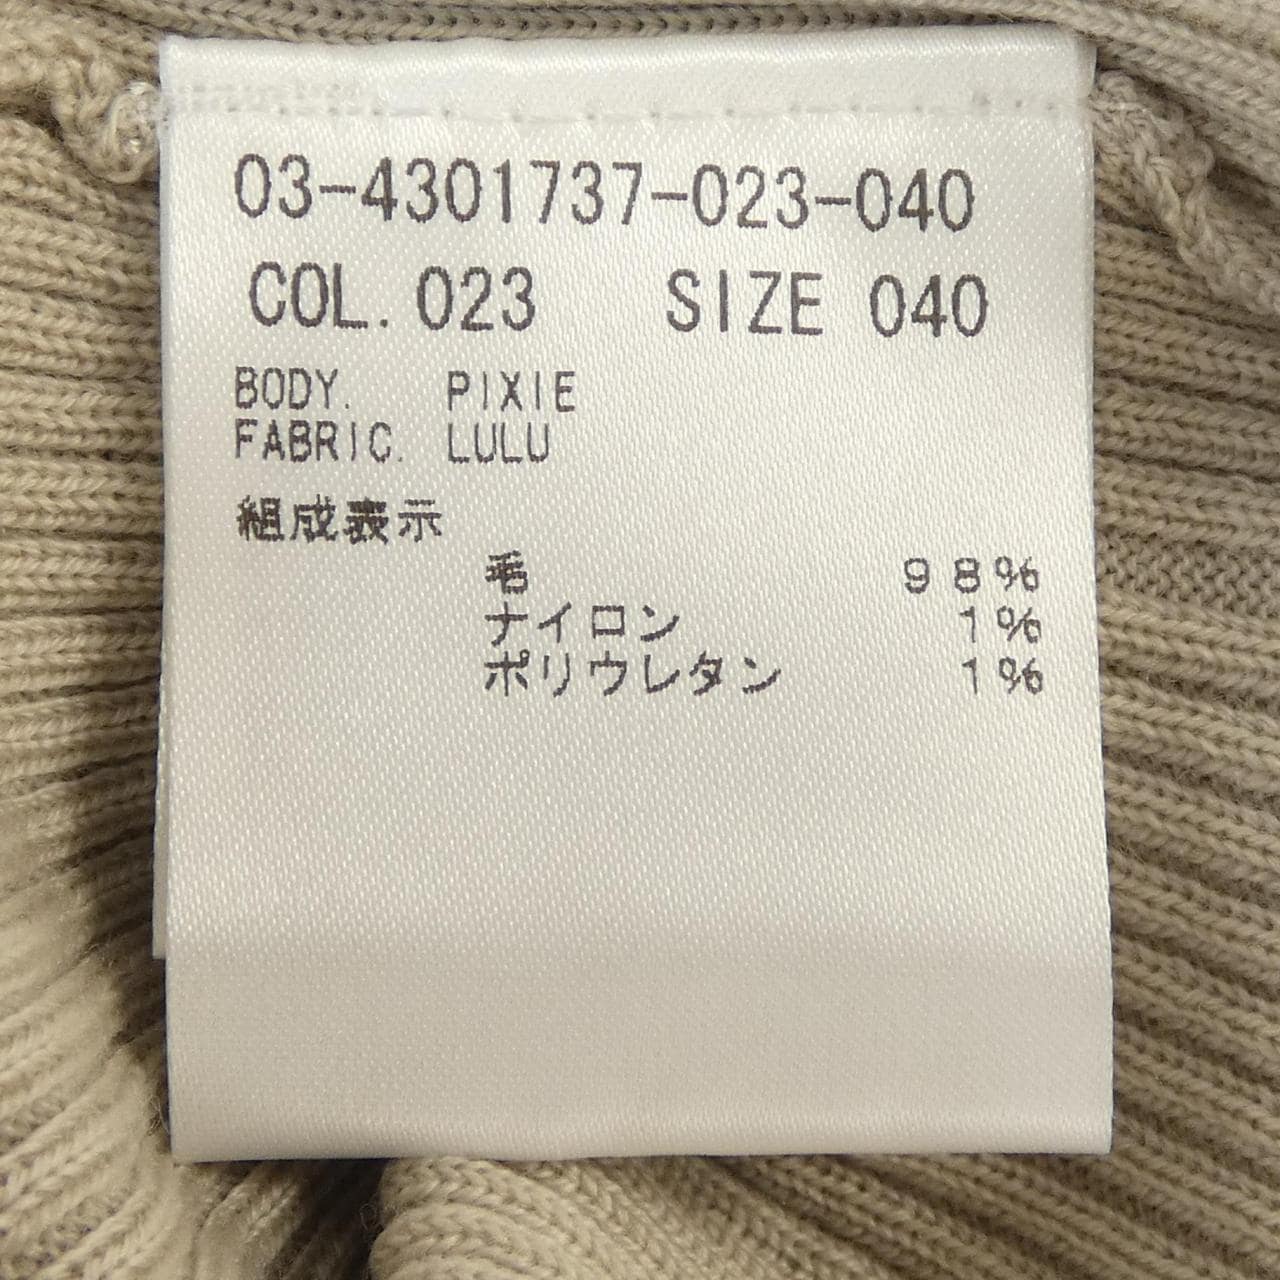 03-4301737-023-040
COL. 023 SIZE 040
BODY. PIXIE
FABRIC. LULU
組成表示
毛 98%
ナイロン 1%
ポリウレタン 1%